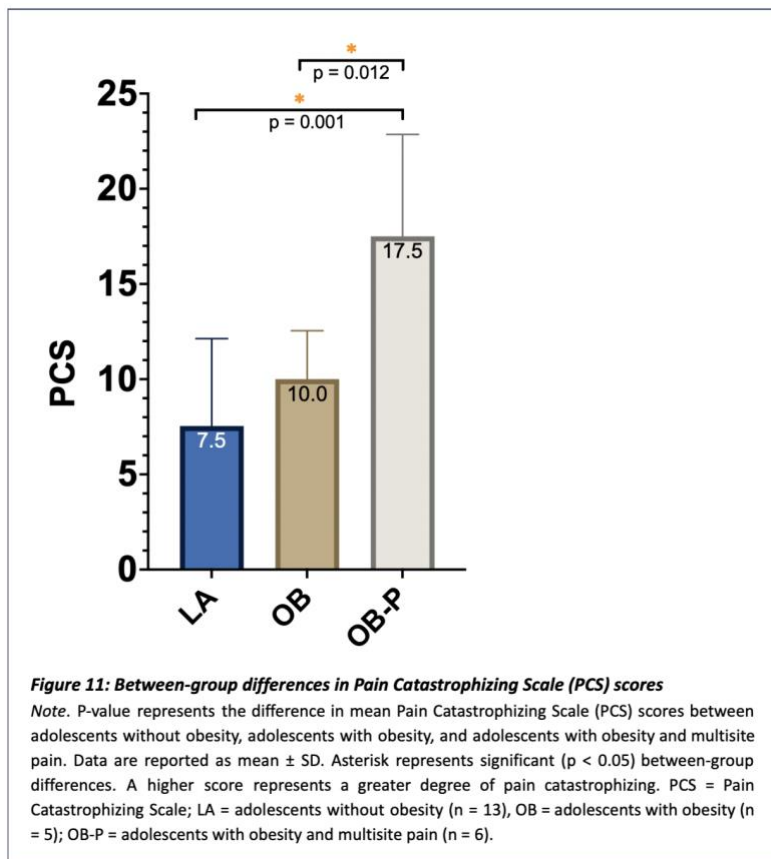 *
p = 0.012
*
p = 0.001
25
20
15
10
5
0
PCS
7.5
10.0
17.5
LA
OB
OB-P
Figure 11: Between-group differences in Pain Catastrophizing Scale (PCS) scores
Note. P-value represents the difference in mean Pain Catastrophizing Scale (PCS) scores between
adolescents without obesity, adolescents with obesity, and adolescents with obesity and multisite
pain. Data are reported as mean ± SD. Asterisk represents significant (p < 0.05) between-group
differences. A higher score represents a greater degree of pain catastrophizing. PCS = Pain
Catastrophizing Scale; LA = adolescents without obesity (n = 13), OB = adolescents with obesity (n
= 5); OB-P = adolescents with obesity and multisite pain (n = 6).